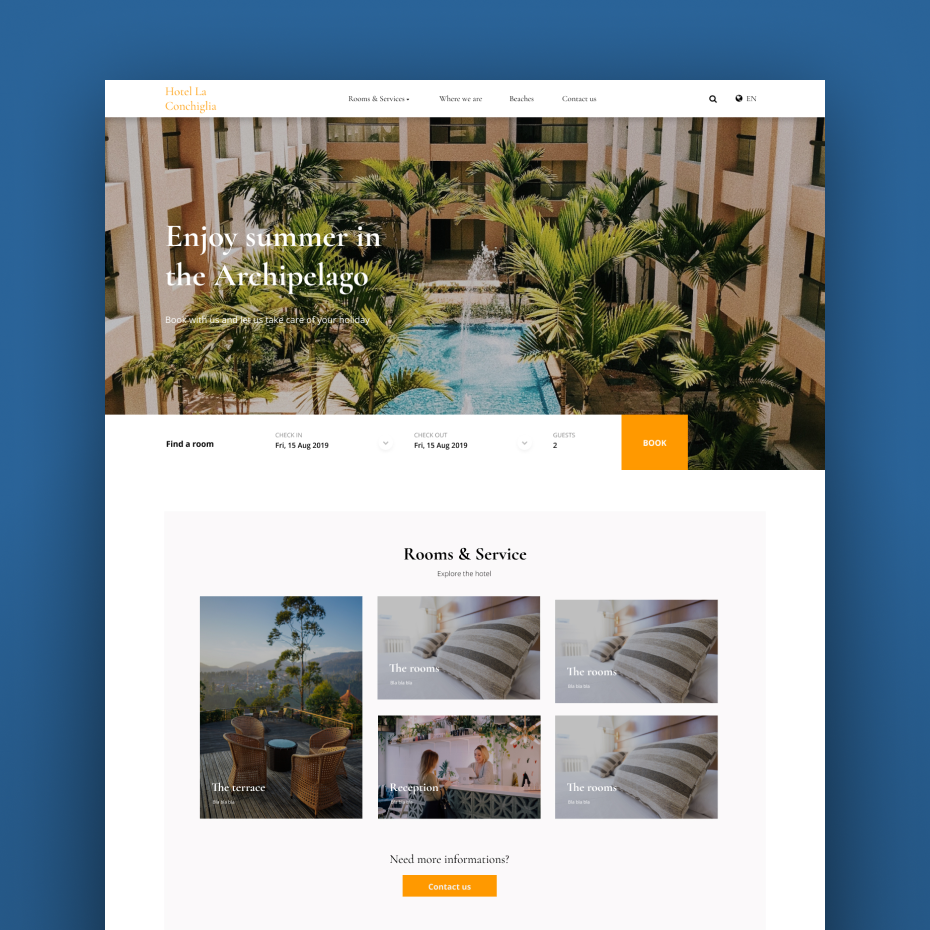 Hotel La
Conchiglia
Rooms & Services
Where we are
Beaches
Contact us
EN
Enjoy summer in
the Archipelago
Book with us and let us take care of your holiday
Find a room
CHECK IN
Fri, 15 Aug 2019
CHECK OUT
Fri, 15 Aug 2019
GUESTS
2
BOOK
Rooms & Service
Explore the hotel
The terrace
Bla bla bla
The rooms
Bla bla bla
The rooms
Bla bla bla
Reception
Bla bla bla
The rooms
Bla bla bla
Need more informations?
Contact us